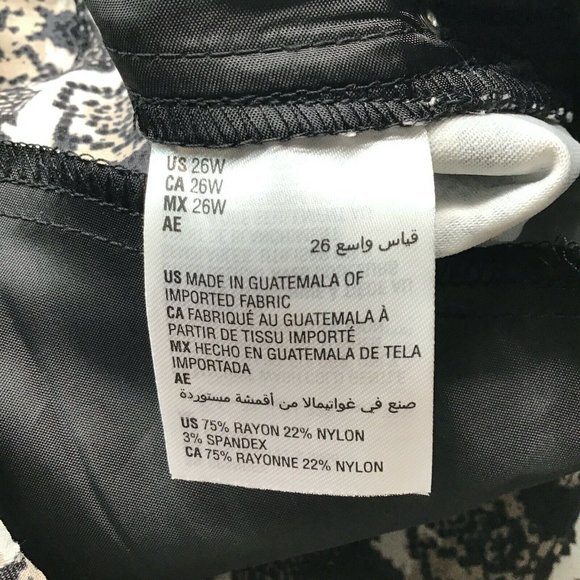 US 26W
CA 26W
MX 26W
AE
قياس واسع 26
US MADE IN GUATEMALA OF
IMPORTED FABRIC
CA FABRIQUÉ AU GUATEMALA À
PARTIR DE TISSU IMPORTÉ
MX HECHO EN GUATEMALA DE TELA
IMPORTADA
AE
صنع في غواتيمالا من أقمشة مستوردة
US 75% RAYON 22% NYLON
3% SPANDEX
CA 75% RAYONNE 22% NYLON